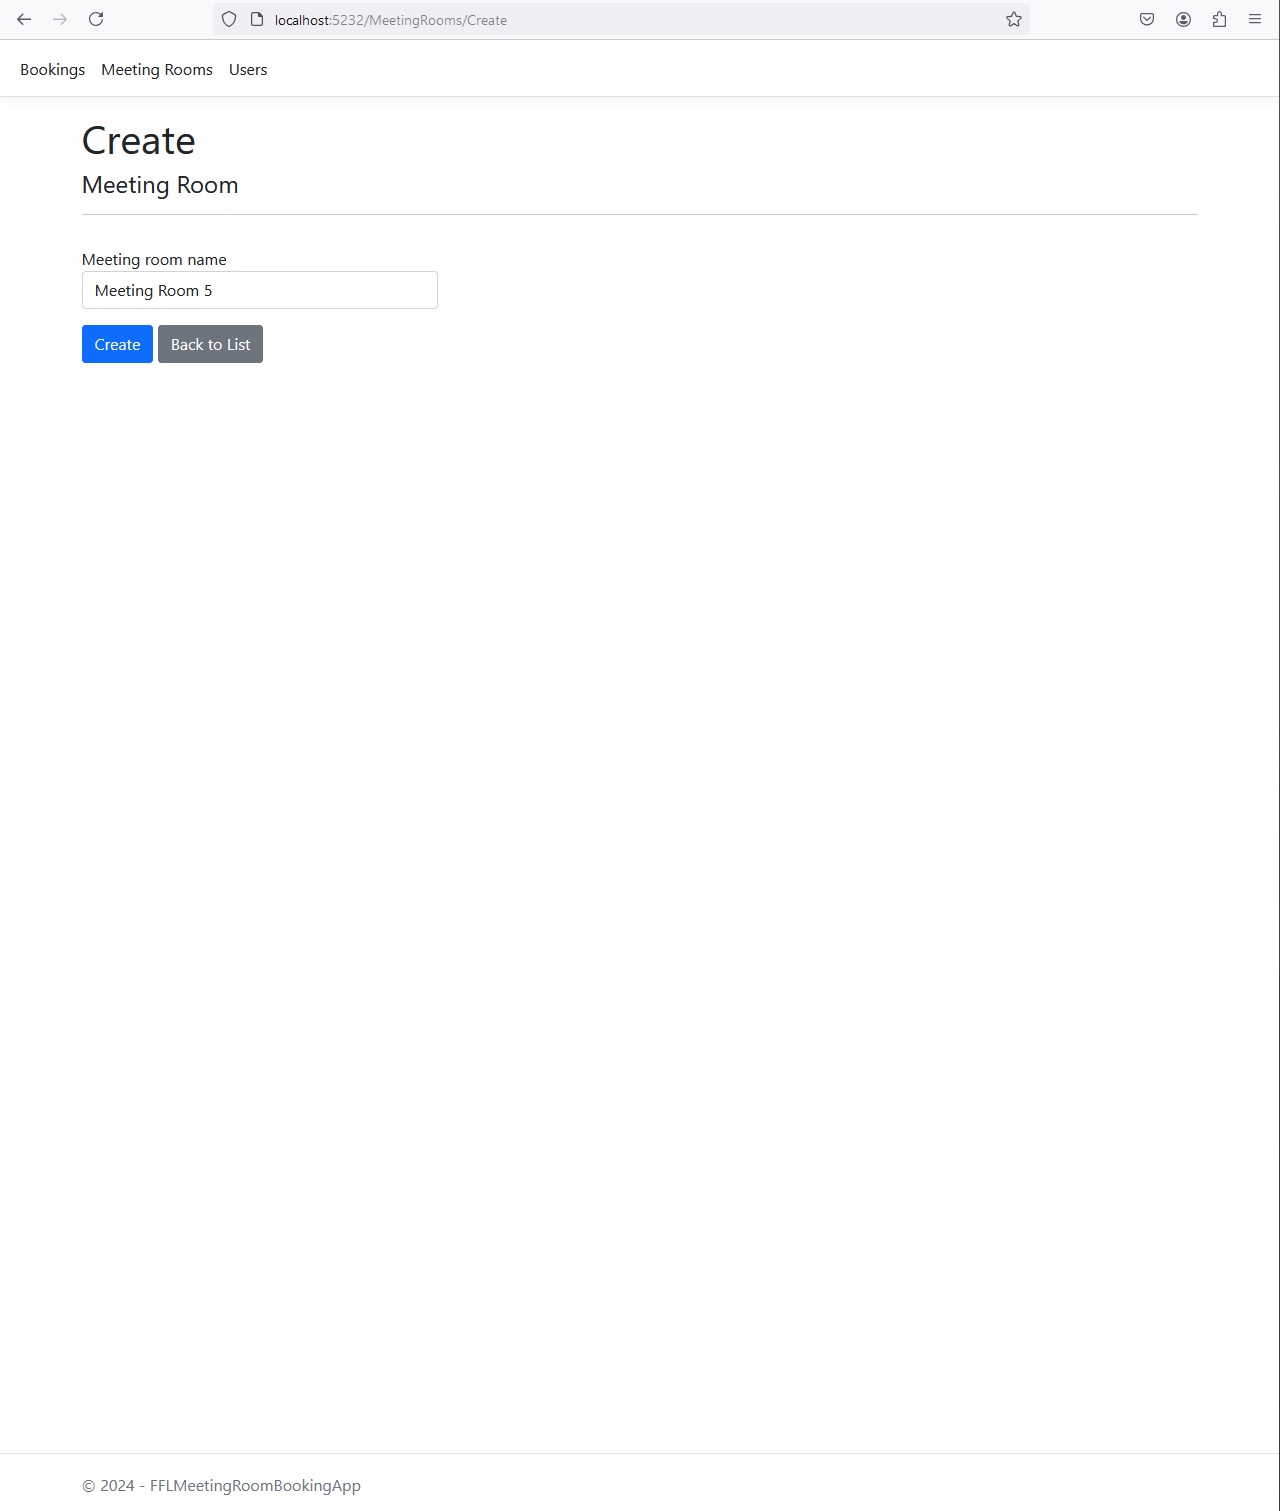 localhost:5232/MeetingRooms/Create
Bookings Meeting Rooms Users
Create
Meeting Room
Meeting room name
Meeting Room 5
Create Back to List
© 2024 - FFLMeetingRoomBookingApp